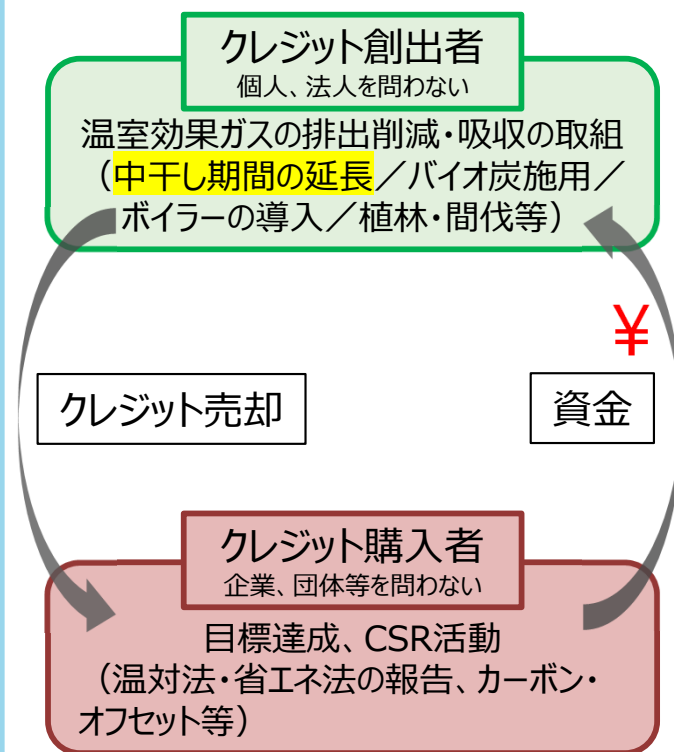 クレジット創出者
個人、法人を問わない
温室効果ガスの排出削減・吸収の取組
（中干し期間の延長／バイオ炭施用／
ボイラーの導入／植林・間伐等）
¥
クレジット売却
資金
クレジット購入者
企業、団体等を問わない
目標達成、CSR活動
（温対法・省エネ法の報告、カーボン・
オフセット等）